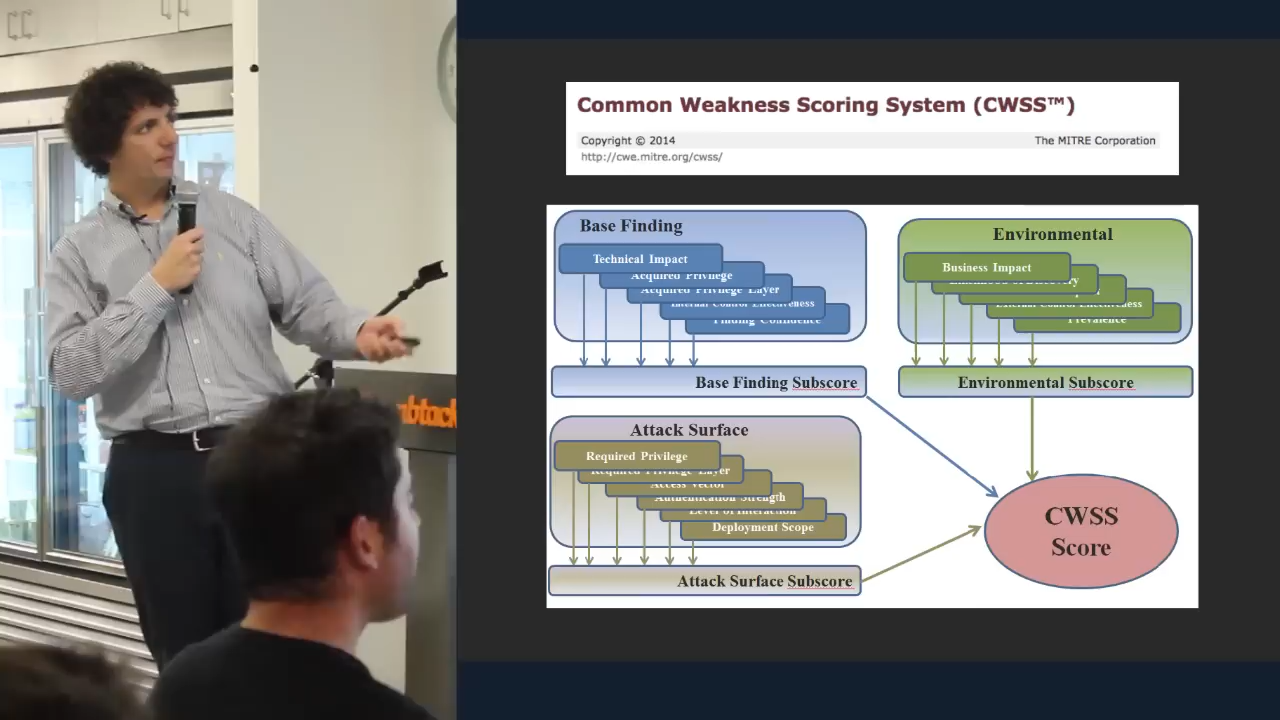 Common Weakness Scoring System (CWSS™)
Copyright © 2014 The MITRE Corporation
http://cwe.mitre.org/cwss/
Base Finding
Technical Impact
Acquired Privilege
Acquired Privilege Layer
Internal Control Effectiveness
Finding Confidence
Base Finding Subscore
Environmental
Business Impact
External Control Effectiveness
Prevalence
Environmental Subscore
Attack Surface
Required Privilege
Required Privilege Layer
Access Vector
Authentication Strength
Level of Interaction
Deployment Scope
Attack Surface Subscore
CWSS
Score